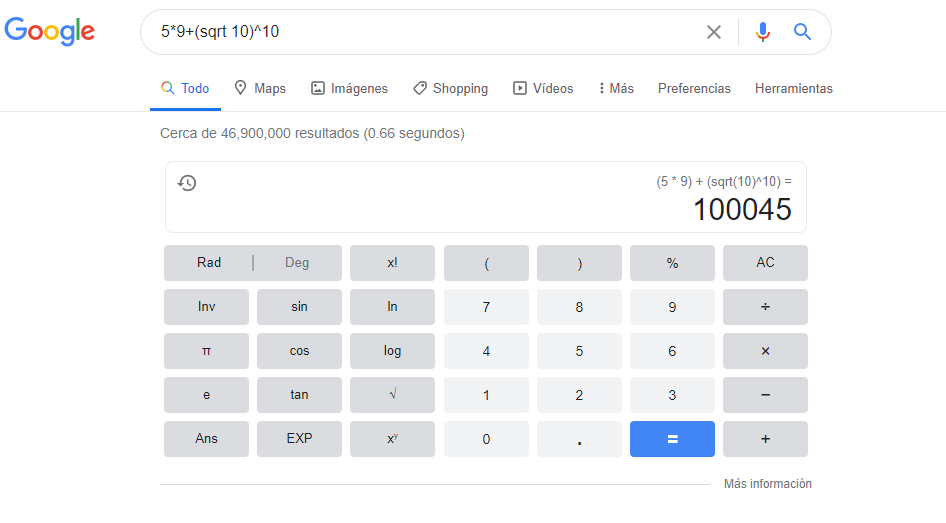 Google 5*9+(sqrt 10)^10
Todo Maps Imágenes Shopping Vídeos Más Preferencias Herramientas
Cerca de 46,900,000 resultados (0.66 segundos)
(5 * 9) + (sqrt(10)^10) =
100045
Rad | Deg x! ( ) % AC
Inv sin ln 7 8 9 ÷
π cos log 4 5 6 ×
e tan √ 1 2 3 −
Ans EXP xʸ 0 . = +
Más información